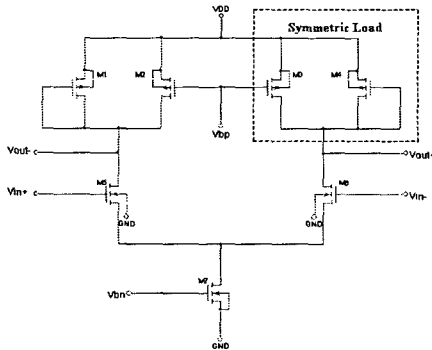 VDD
Symmetric Load
M1
M2
M3
M4
Vbp
Vout-
Vout+
M5
M6
Vin+
Vin-
GND
GND
M7
Vbn
GND